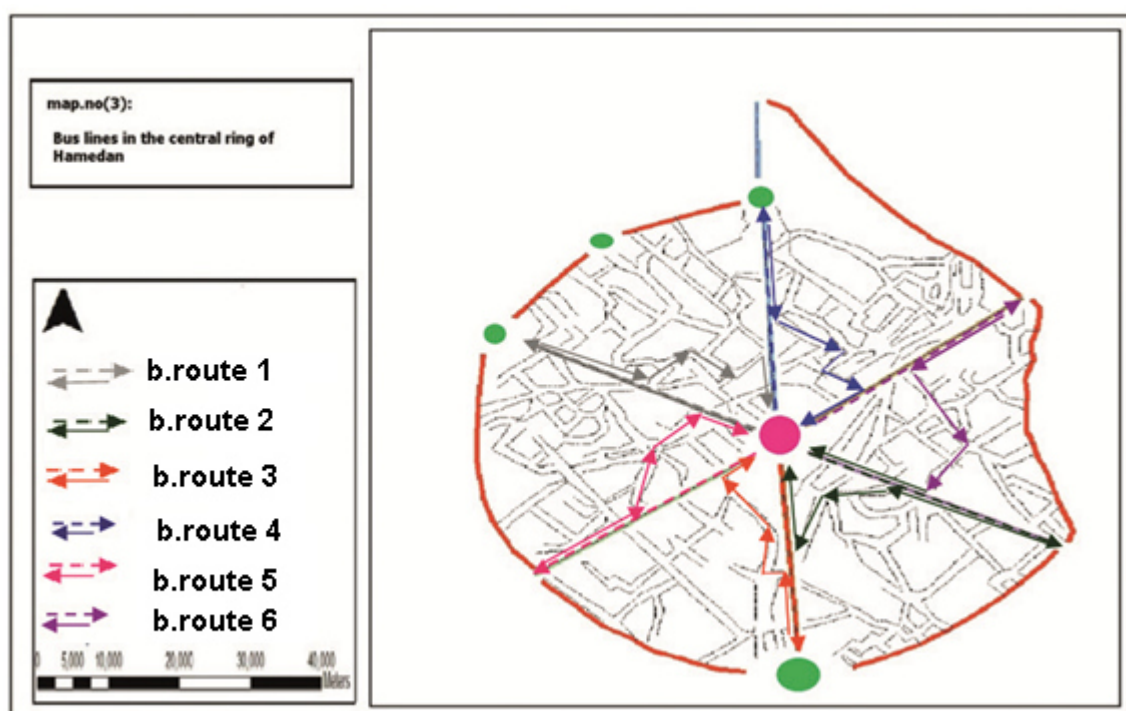 map.no(3):
Bus lines in the central ring of
Hamedan
b.route 1
b.route 2
b.route 3
b.route 4
b.route 5
b.route 6
0 5,000 10,000 20,000 30,000 40,000
Meters